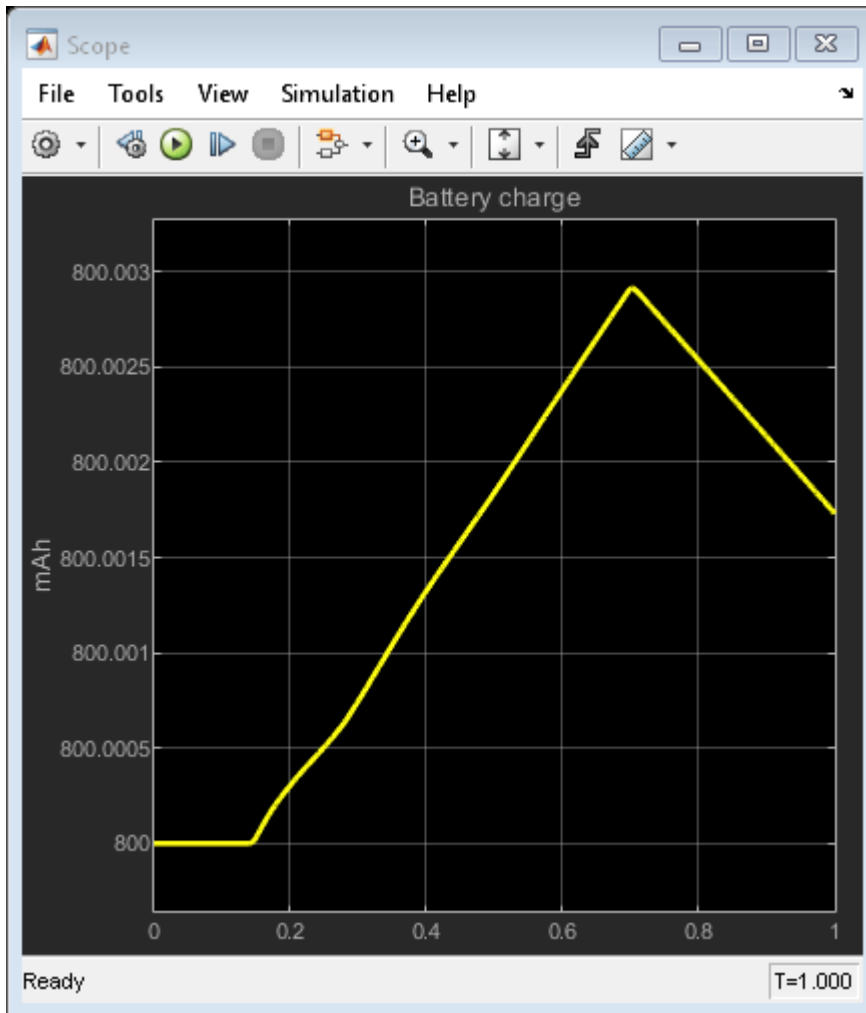 Scope
File Tools View Simulation Help
Battery charge
800.003
800.0025
800.002
800.0015
mAh
800.001
800.0005
800
0 0.2 0.4 0.6 0.8 1
Ready T=1.000